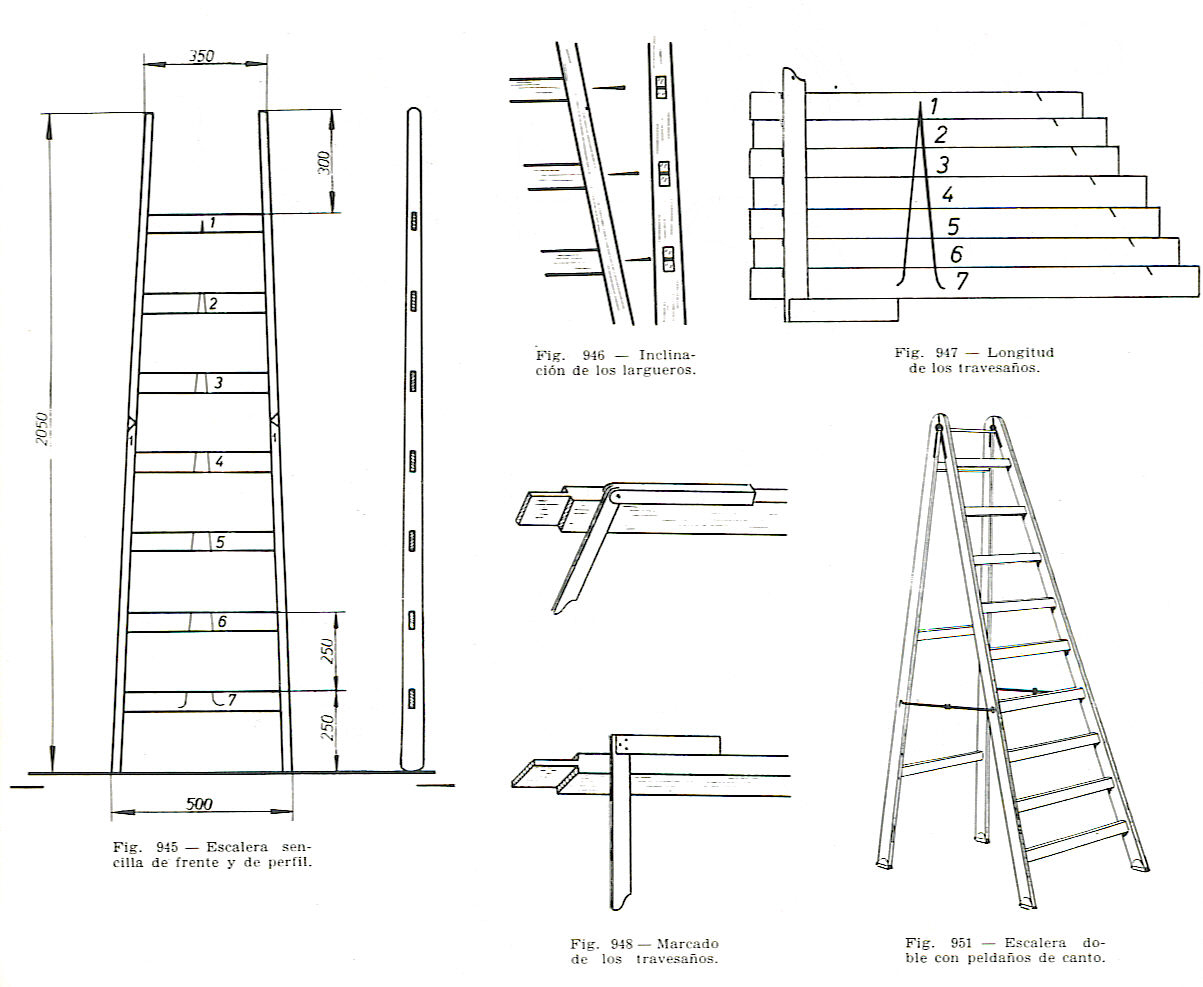 350
300
2050
1
2
3
1
1
4
5
6
250
7
250
500
Fig. 945 — Escalera sen-
cilla de frente y de perfil.
Fig. 946 — Inclina-
ción de los largueros.
1
2
3
4
5
6
7
Fig. 947 — Longitud
de los travesaños.
Fig. 948 — Marcado
de los travesaños.
Fig. 951 — Escalera do-
ble con peldaños de canto.